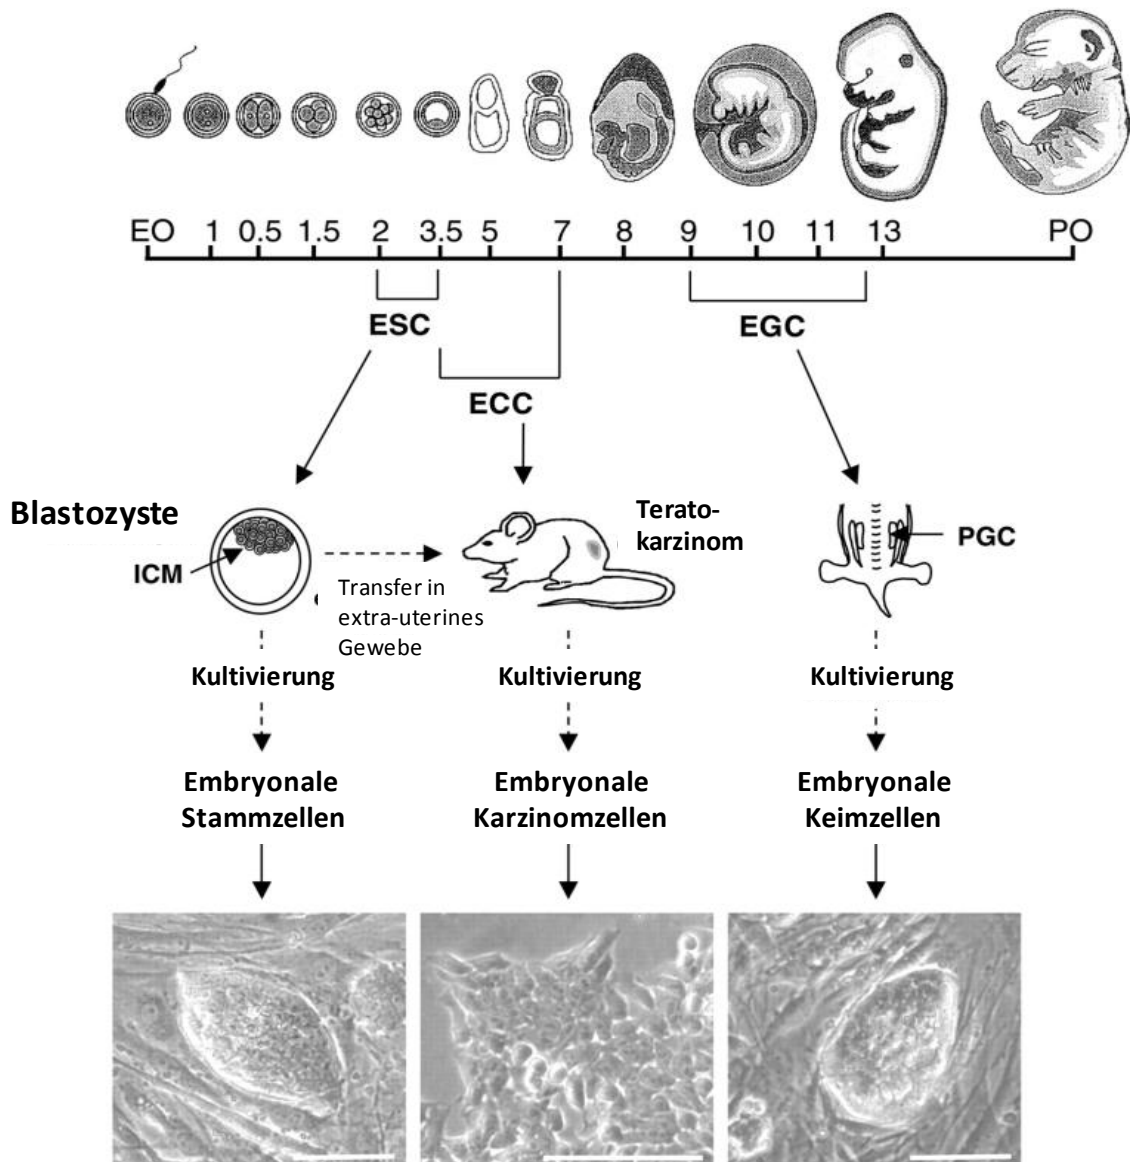 EO 1 0.5 1.5 2 3.5 5 7 8 9 10 11 13 PO
ESC
EGC
ECC
Blastozyste
ICM
Transfer in
extra-uterines
Gewebe
Terato-
karzinom
PGC
Kultivierung
Kultivierung
Kultivierung
Embryonale
Stammzellen
Embryonale
Karzinomzellen
Embryonale
Keimzellen